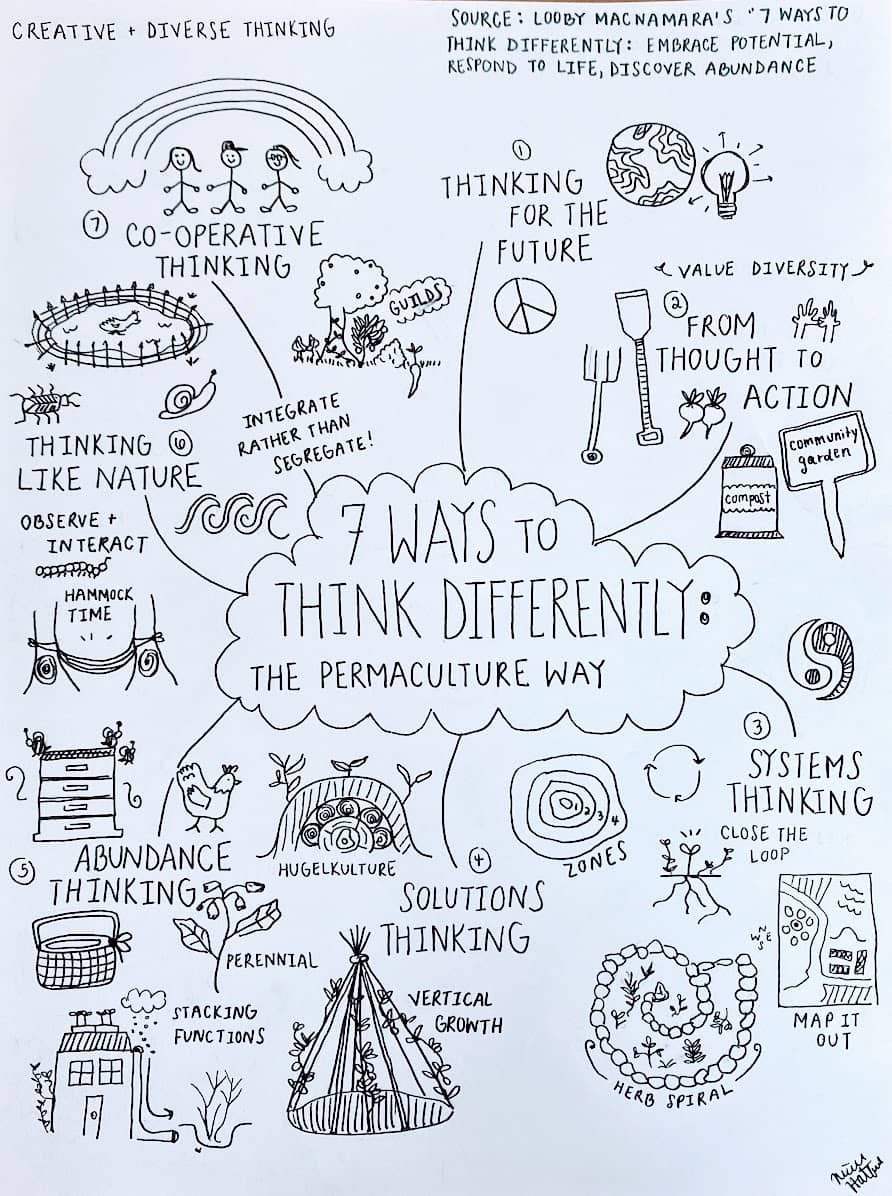 CREATIVE + DIVERSE THINKING
SOURCE: LOOBY MACNAMARA'S "7 WAYS TO
THINK DIFFERENTLY: EMBRACE POTENTIAL,
RESPOND TO LIFE, DISCOVER ABUNDANCE
7 WAYS TO
THINK DIFFERENTLY:
THE PERMACULTURE WAY
1
THINKING
FOR THE
FUTURE
VALUE DIVERSITY
2
FROM
THOUGHT TO
ACTION
community
garden
compost
3
SYSTEMS
THINKING
CLOSE THE
LOOP
1 2 3 4
ZONES
N
W E
S
MAP IT
OUT
HERB SPIRAL
4
SOLUTIONS
THINKING
HUGELKULTURE
VERTICAL
GROWTH
5
ABUNDANCE
THINKING
PERENNIAL
STACKING
FUNCTIONS
THINKING 6
LIKE NATURE
OBSERVE +
INTERACT
HAMMOCK
TIME
7
CO-OPERATIVE
THINKING
GUILDS
INTEGRATE
RATHER THAN
SEGREGATE!